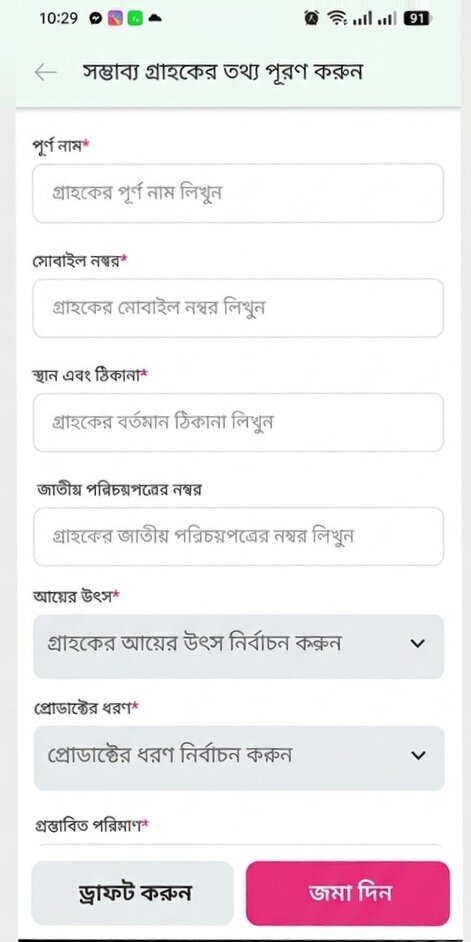 10:29
91
সম্ভাব্য গ্রাহকের তথ্য পূরণ করুন
পূর্ণ নাম*
গ্রাহকের পূর্ণ নাম লিখুন
মোবাইল নম্বর*
গ্রাহকের মোবাইল নম্বর লিখুন
স্থান এবং ঠিকানা*
গ্রাহকের বর্তমান ঠিকানা লিখুন
জাতীয় পরিচয়পত্রের নম্বর
গ্রাহকের জাতীয় পরিচয়পত্রের নম্বর লিখুন
আয়ের উৎস*
গ্রাহকের আয়ের উৎস নির্বাচন করুন
প্রোডাক্টের ধরণ*
প্রোডাক্টের ধরণ নির্বাচন করুন
প্রস্তাবিত পরিমাণ*
ড্রাফট করুন
জমা দিন